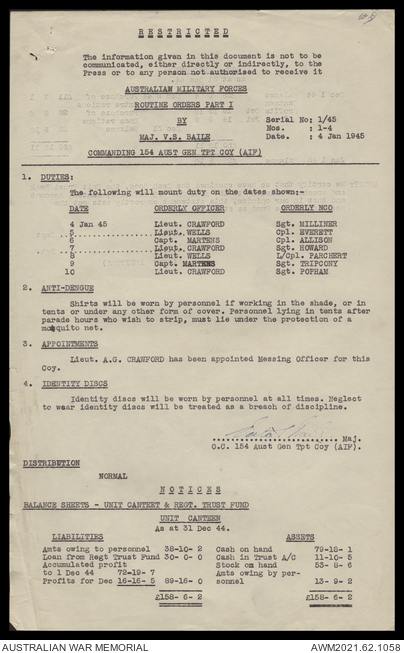 RESTRICTED
The information given in this document is not to be
communicated, either directly or indirectly, to the
Press or to any person not authorised to receive it
AUSTRALIAN MILITARY FORCES
ROUTINE ORDERS PART I
BY
MAJ. V.S. BAILE
Serial No: 1/45
Nos. : 1-4
Date. : 4 Jan 1945
COMMANDING 154 AUST GEN TPT COY (AIF)
1. DUTIES:
The following will mount duty on the dates shown:-
DATE ORDERLY OFFICER ORDERLY NCO
4 Jan 45 Lieut. CRAWFORD Sgt. MILLINER
5 Lieut. WELLS Cpl. EVERETT
6 Capt. MARTENS Cpl. ALLISON
7 Lieut. CRAWFORD Sgt. HOWARD
8 Lieut. WELLS L/Cpl. PARCHERT
9 Capt. MARTENS Sgt. TRIPCONY
10 Lieut. CRAWFORD Sgt. POPHAM
2. ANTI-DENGUE
Shirts will be worn by personnel if working in the shade, or in
tents or under any other form of cover. Personnel lying in tents after
parade hours who wish to strip, must lie under the protection of a
mosquito net.
3. APPOINTMENTS
Lieut. A.G. CRAWFORD has been appointed Messing Officer for this
Coy.
4. IDENTITY DISCS
Identity discs will be worn by personnel at all times. Neglect
to wear identity discs will be treated as a breach of discipline.
Maj.
O.C. 154 Aust Gen Tpt Coy (AIF).
DISTRIBUTION
NORMAL
NOTICES
BALANCE SHEETS - UNIT CANTEET & REGT. TRUST FUND
UNIT CANTEEN
As at 31 Dec 44.
LIABILITIES ASSETS
Amts owing to personnel 38-10- 2 Cash on hand 79-18- 1
Loan from Regt Trust Fund 30- 0- 0 Cash in Trust A/C 11-10- 5
Accumulated profit Stock on hand 53- 8- 6
to 1 Dec 44 72-19- 7 Amts owing by per-
Profits for Dec 16-16- 5 89-16- 0 sonnel 13- 9- 2
£158- 6- 2 £158- 6- 2
AUSTRALIAN WAR MEMORIAL AWM2021.62.1058